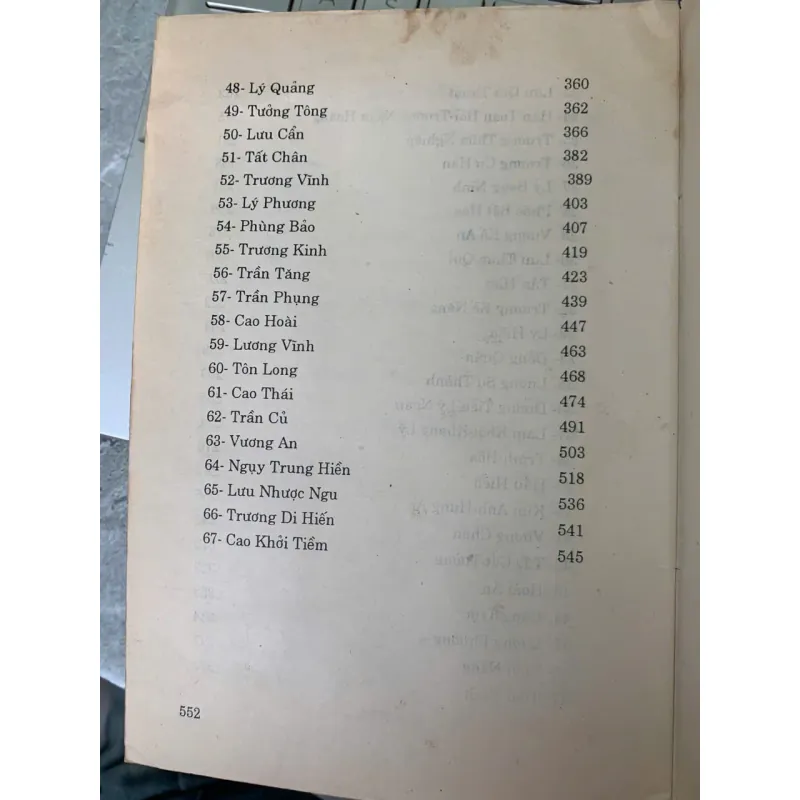 48- Lý Quảng 360
49- Tưởng Tông 362
50- Lưu Cẩn 366
51- Tất Chân 382
52- Trương Vĩnh 389
53- Lý Phương 403
54- Phùng Bảo 407
55- Trương Kinh 419
56- Trần Tăng 423
57- Trần Phụng 439
58- Cao Hoài 447
59- Lương Vĩnh 463
60- Tôn Long 468
61- Cao Thái 474
62- Trần Củ 491
63- Vương An 503
64- Ngụy Trung Hiền 518
65- Lưu Nhược Ngu 536
66- Trương Di Hiến 541
67- Cao Khởi Tiềm 545
552